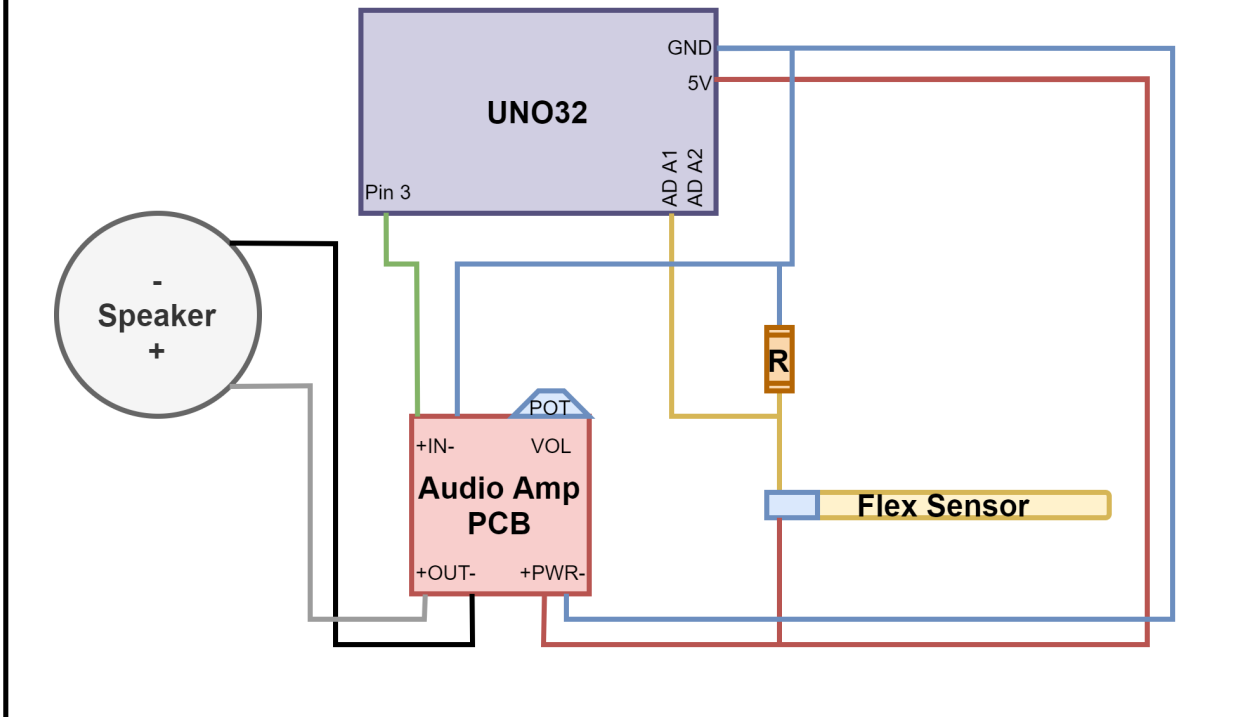 GND
5V
UNO32
AD A1
AD A2
Pin 3
-
Speaker
+
R
POT
+IN-
VOL
Audio Amp
PCB
Flex Sensor
+OUT-
+PWR-